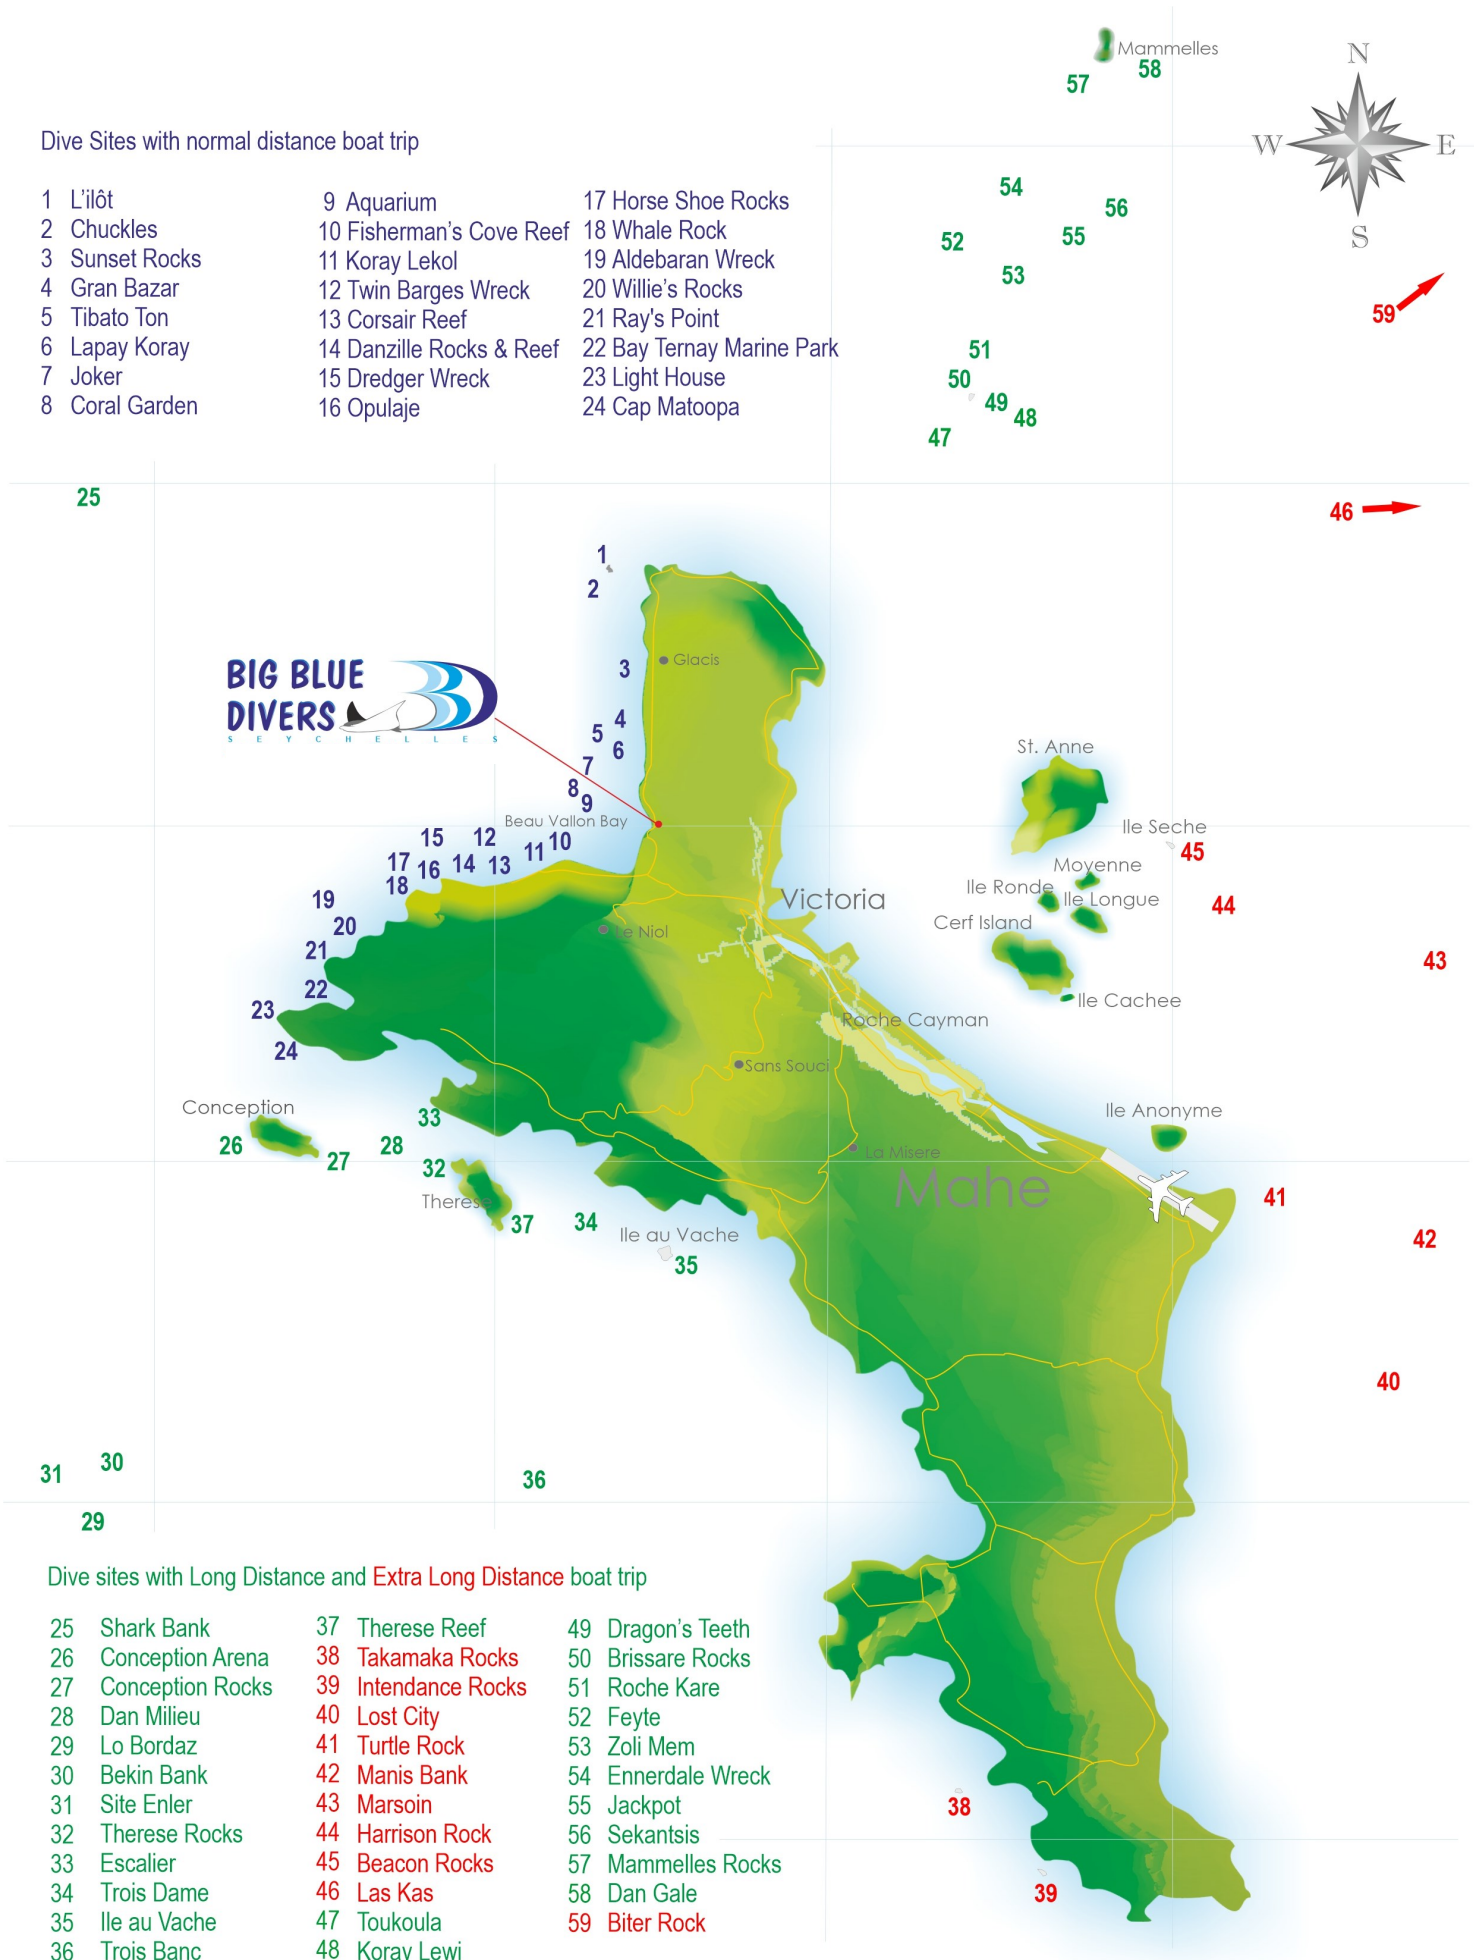 Mammelles
57
58
N
W
E
S
Dive Sites with normal distance boat trip
1 L'ilôt
2 Chuckles
3 Sunset Rocks
4 Gran Bazar
5 Tibato Ton
6 Lapay Koray
7 Joker
8 Coral Garden
9 Aquarium
10 Fisherman's Cove Reef
11 Koray Lekol
12 Twin Barges Wreck
13 Corsair Reef
14 Danzille Rocks & Reef
15 Dredger Wreck
16 Opulaje
17 Horse Shoe Rocks
18 Whale Rock
19 Aldebaran Wreck
20 Willie's Rocks
21 Ray's Point
22 Bay Ternay Marine Park
23 Light House
24 Cap Matoopa
54
56
52
55
53
59
51
50
49
48
47
25
46
1
2
3
Glacis
BIG BLUE
DIVERS
SEYCHELLES
4
5
6
7
8
9
Beau Vallon Bay
St. Anne
Ile Seche
45
Moyenne
Ile Ronde
Ile Longue
44
Cerf Island
43
Ile Cachee
15
12
10
11
17
14
13
16
18
19
20
21
22
23
24
Victoria
Le Niol
Roche Cayman
Sans Souci
Conception
26
27
28
33
32
Therese
37
34
Ile au Vache
35
La Misere
Mahe
Ile Anonyme
41
42
40
30
31
29
36
38
39
Dive sites with Long Distance and Extra Long Distance boat trip
25 Shark Bank
26 Conception Arena
27 Conception Rocks
28 Dan Milieu
29 Lo Bordaz
30 Bekin Bank
31 Site Enler
32 Therese Rocks
33 Escalier
34 Trois Dame
35 Ile au Vache
36 Trois Banc
37 Therese Reef
38 Takamaka Rocks
39 Intendance Rocks
40 Lost City
41 Turtle Rock
42 Manis Bank
43 Marsoin
44 Harrison Rock
45 Beacon Rocks
46 Las Kas
47 Toukoula
48 Koray Lewi
49 Dragon's Teeth
50 Brissare Rocks
51 Roche Kare
52 Feyte
53 Zoli Mem
54 Ennerdale Wreck
55 Jackpot
56 Sekantsis
57 Mammelles Rocks
58 Dan Gale
59 Biter Rock